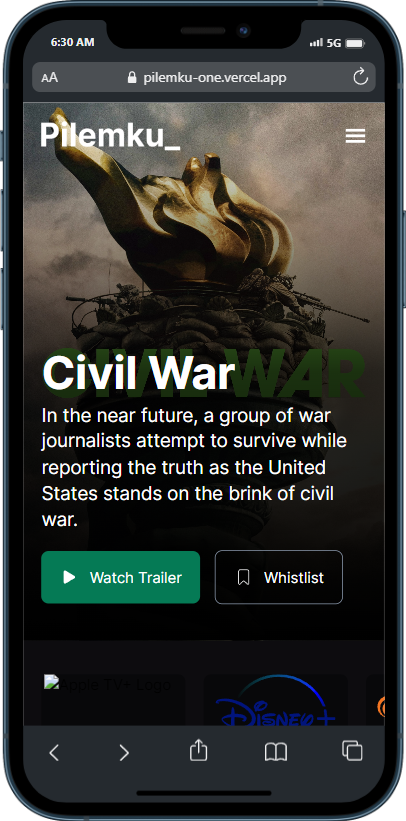 6:30 AM
5G
AA
pilemku-one.vercel.app
Pilemku_
CIVIL WAR
Civil War
In the near future, a group of war
journalists attempt to survive while
reporting the truth as the United
States stands on the brink of civil
war.
Watch Trailer
Whistlist
Apple TV+ Logo
Disney+